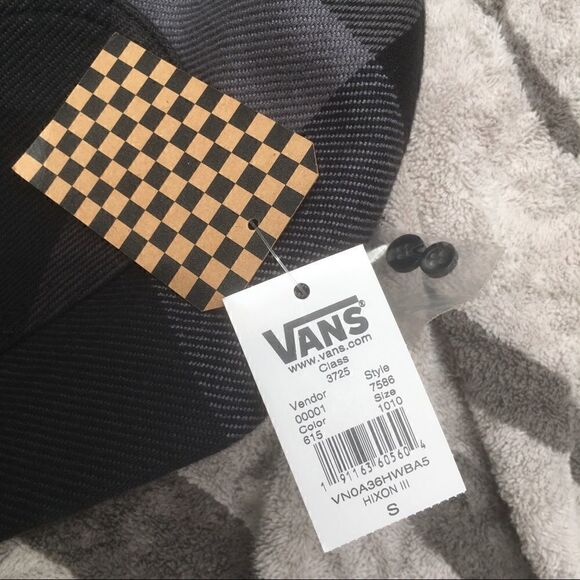 VANS®
www.vans.com
Class
3725
Vendor Style
00001 7586
Color Size
615 1010
1 91163 60560 4
VN0A36HWBA5
HIXON III
S